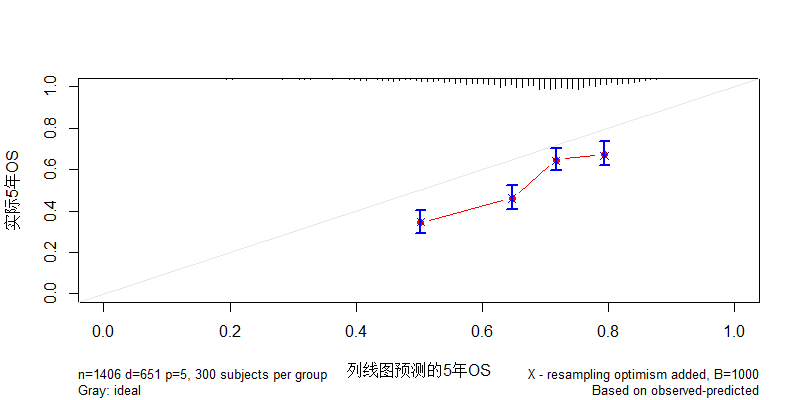 实际5年OS
1.0
0.8
0.6
0.4
0.2
0.0
0.0 0.2 0.4 0.6 0.8 1.0
列线图预测的5年OS
n=1406 d=651 p=5, 300 subjects per group
Gray: ideal
X - resampling optimism added, B=1000
Based on observed-predicted